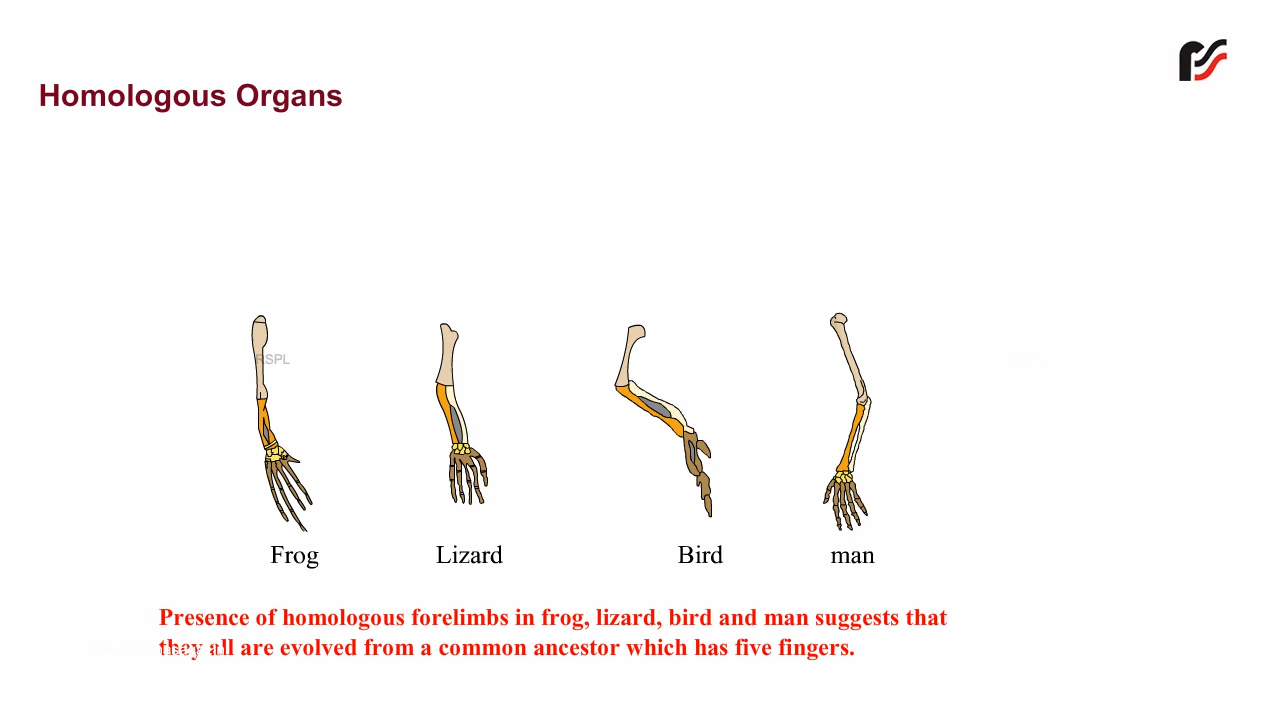 Homologous Organs
RSPL
Frog Lizard Bird man
Presence of homologous forelimbs in frog, lizard, bird and man suggests that
they all are evolved from a common ancestor which has five fingers.